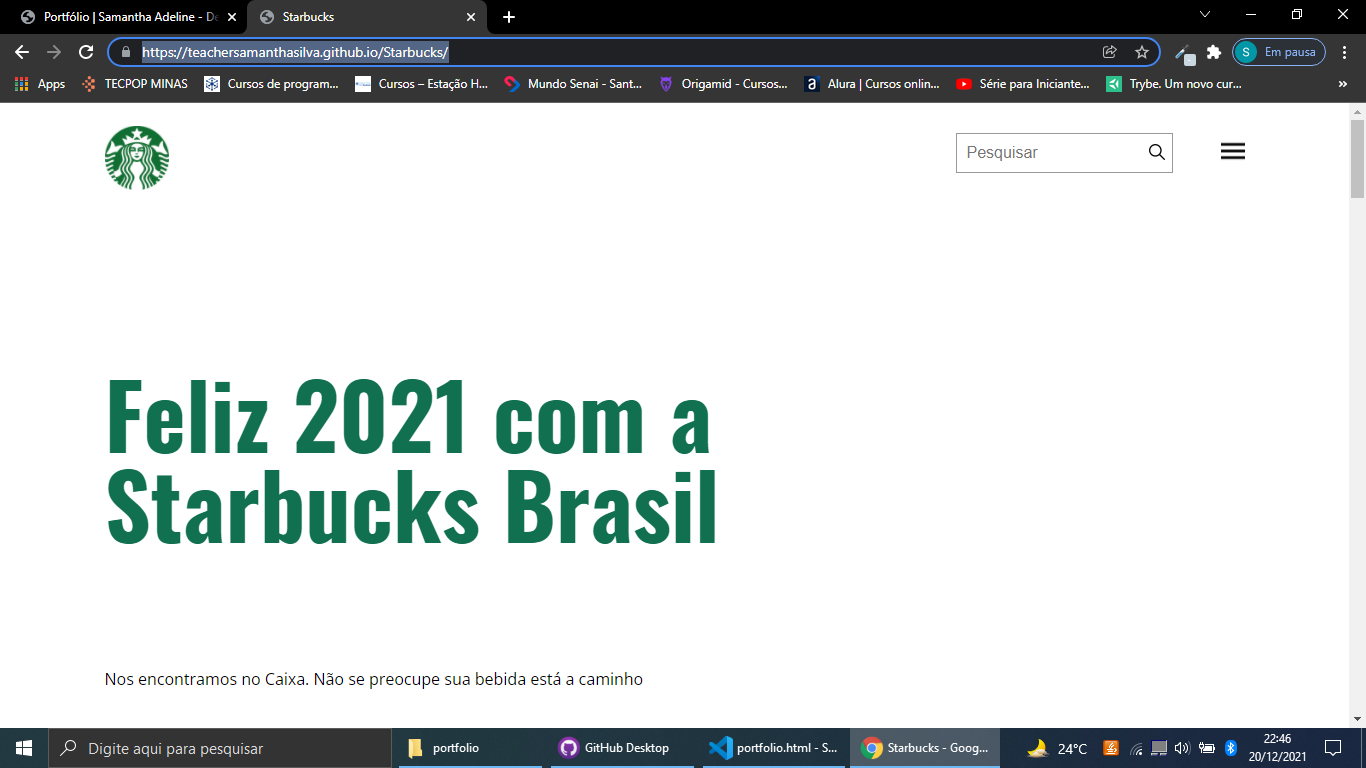 Portfólio | Samantha Adeline - De
Starbucks
https://teachersamanthasilva.github.io/Starbucks/
S Em pausa
Apps
TECPOP MINAS
Cursos de program...
Cursos – Estação H...
Mundo Senai - Sant...
Origamid - Cursos...
Alura | Cursos onlin...
Série para Iniciante...
Trybe. Um novo cur...
»
Pesquisar
Feliz 2021 com a
Starbucks Brasil
Nos encontramos no Caixa. Não se preocupe sua bebida está a caminho
Digite aqui para pesquisar
portfolio
GitHub Desktop
portfolio.html - S...
Starbucks - Goog...
24°C
22:46
20/12/2021